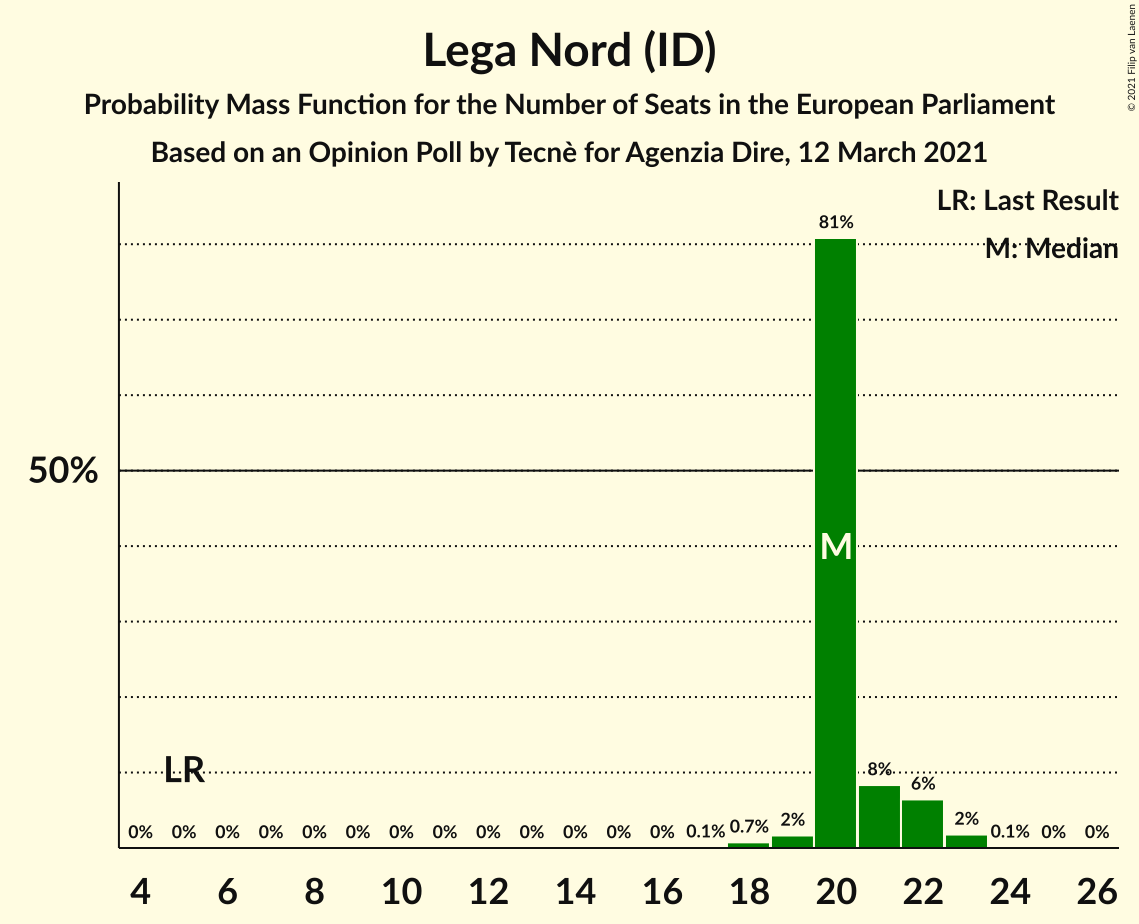 Lega Nord (ID)
Probability Mass Function for the Number of Seats in the European Parliament
Based on an Opinion Poll by Tecnè for Agenzia Dire, 12 March 2021
© 2021 Filip van Laenen
LR: Last Result
M: Median
81%
50%
M
LR
0% 0% 0% 0% 0% 0% 0% 0% 0% 0% 0% 0% 0% 0.1% 0.7% 2% 8% 6% 2% 0.1% 0% 0%
4 6 8 10 12 14 16 18 20 22 24 26